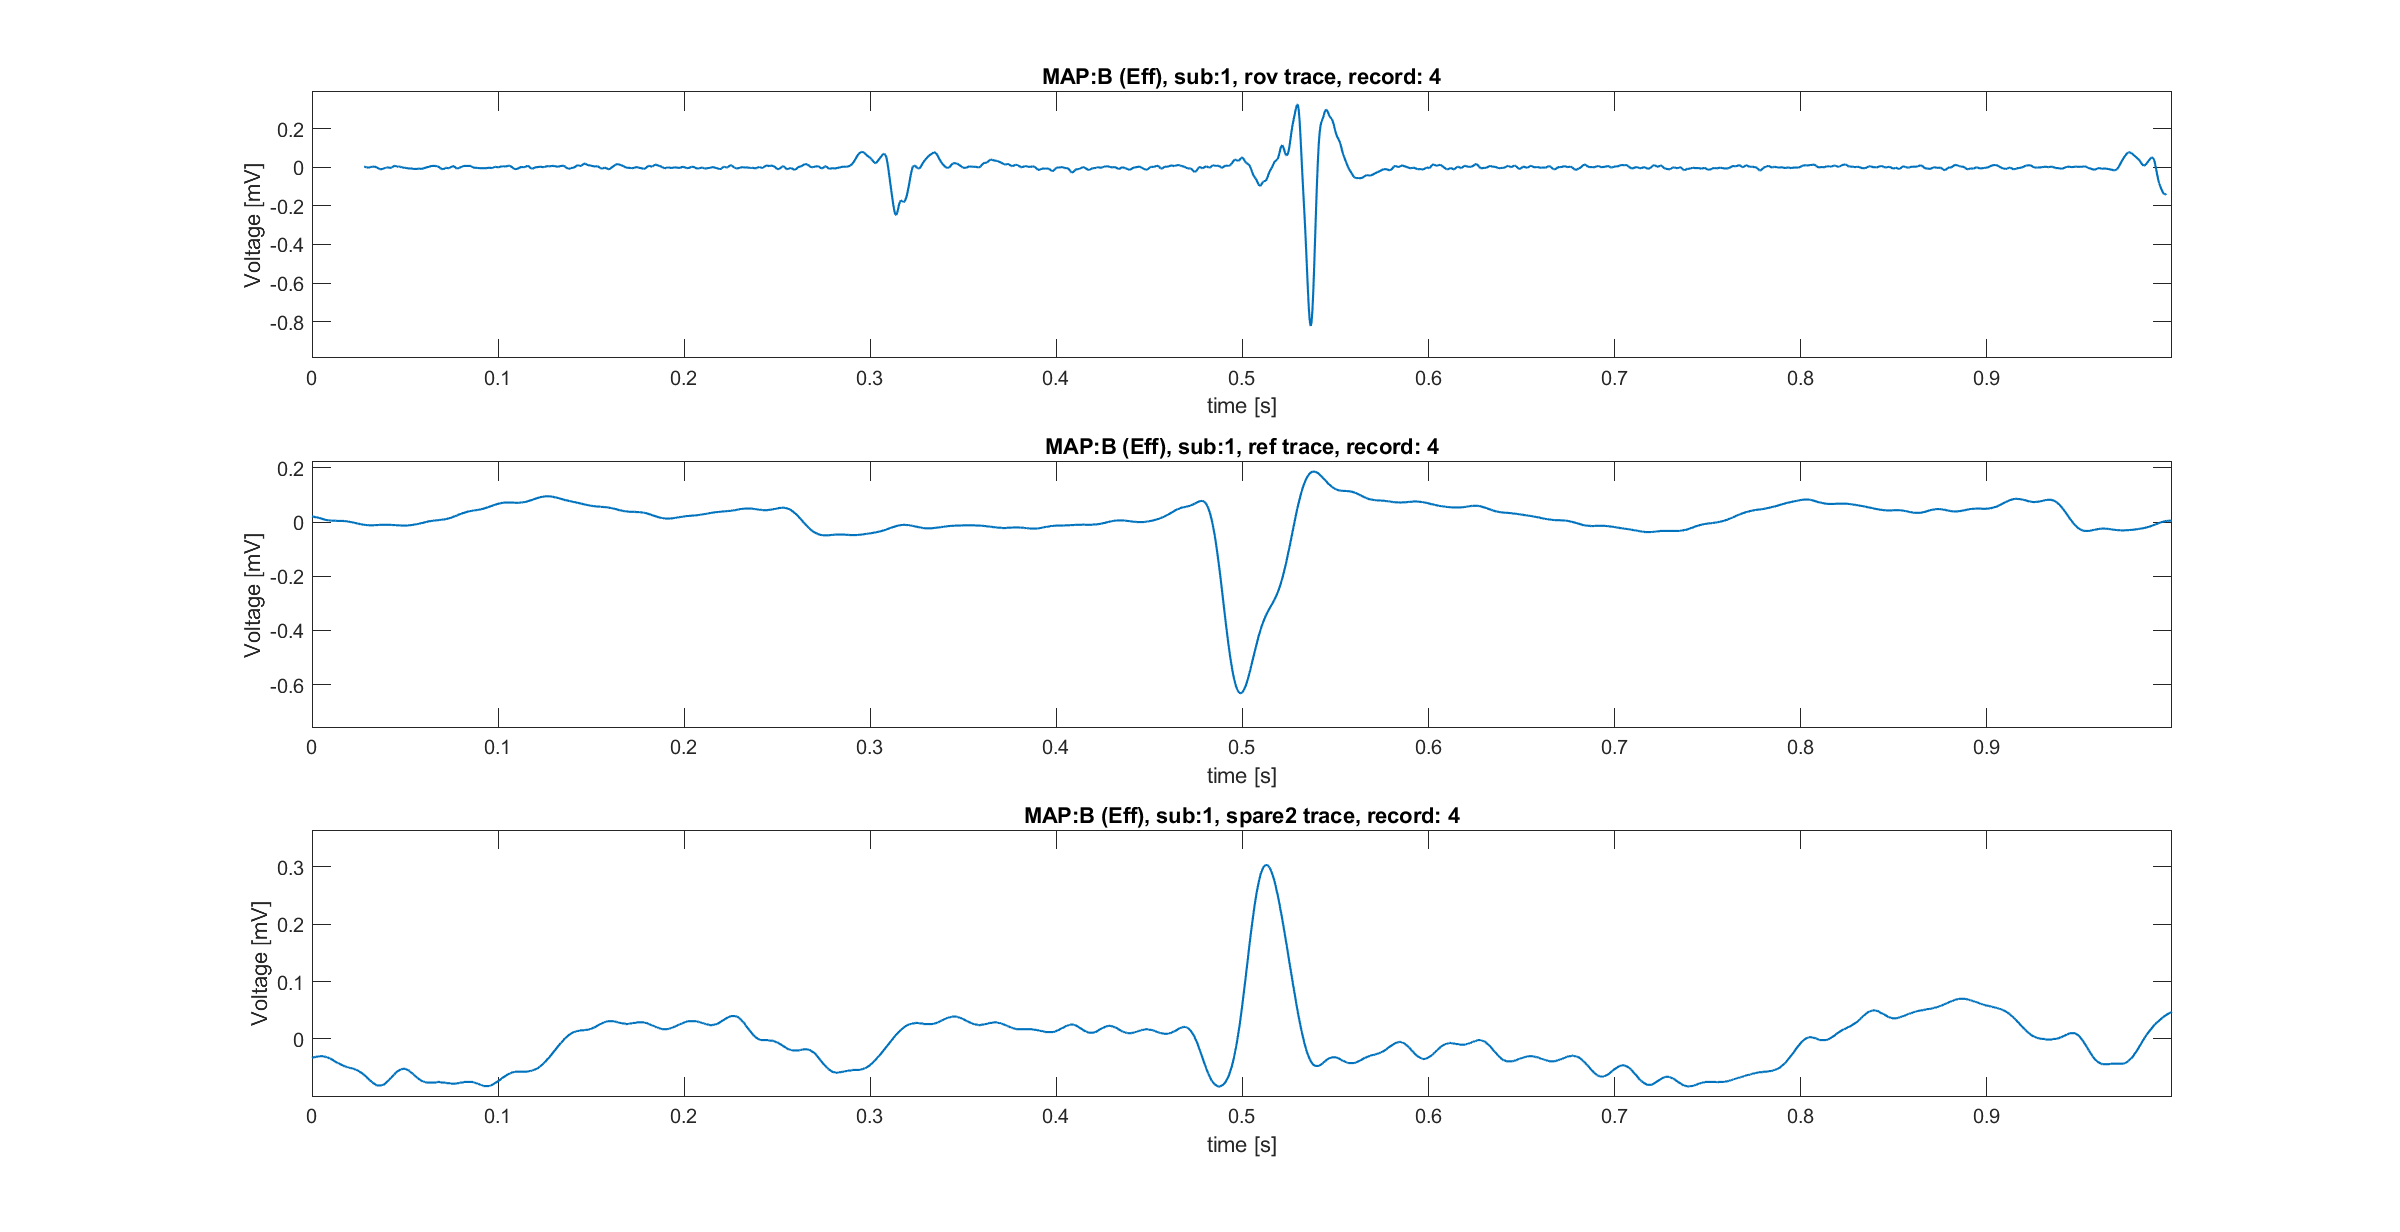 MAP:B (Eff), sub:1, rov trace, record: 4
Voltage [mV]
0.2
0
-0.2
-0.4
-0.6
-0.8
0 0.1 0.2 0.3 0.4 0.5 0.6 0.7 0.8 0.9
time [s]
MAP:B (Eff), sub:1, ref trace, record: 4
Voltage [mV]
0.2
0
-0.2
-0.4
-0.6
0 0.1 0.2 0.3 0.4 0.5 0.6 0.7 0.8 0.9
time [s]
MAP:B (Eff), sub:1, spare2 trace, record: 4
Voltage [mV]
0.3
0.2
0.1
0
0 0.1 0.2 0.3 0.4 0.5 0.6 0.7 0.8 0.9
time [s]